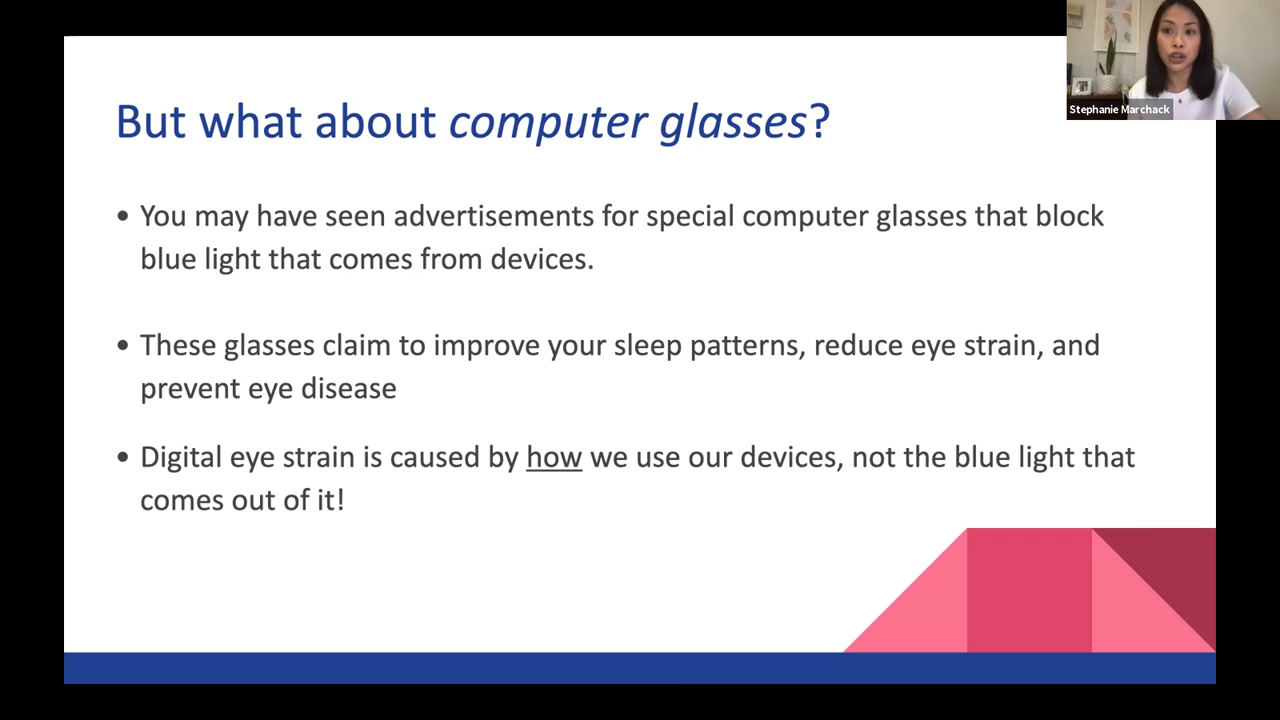 But what about computer glasses?
Stephanie Marchack
• You may have seen advertisements for special computer glasses that block
blue light that comes from devices.
• These glasses claim to improve your sleep patterns, reduce eye strain, and
prevent eye disease
• Digital eye strain is caused by how we use our devices, not the blue light that
comes out of it!